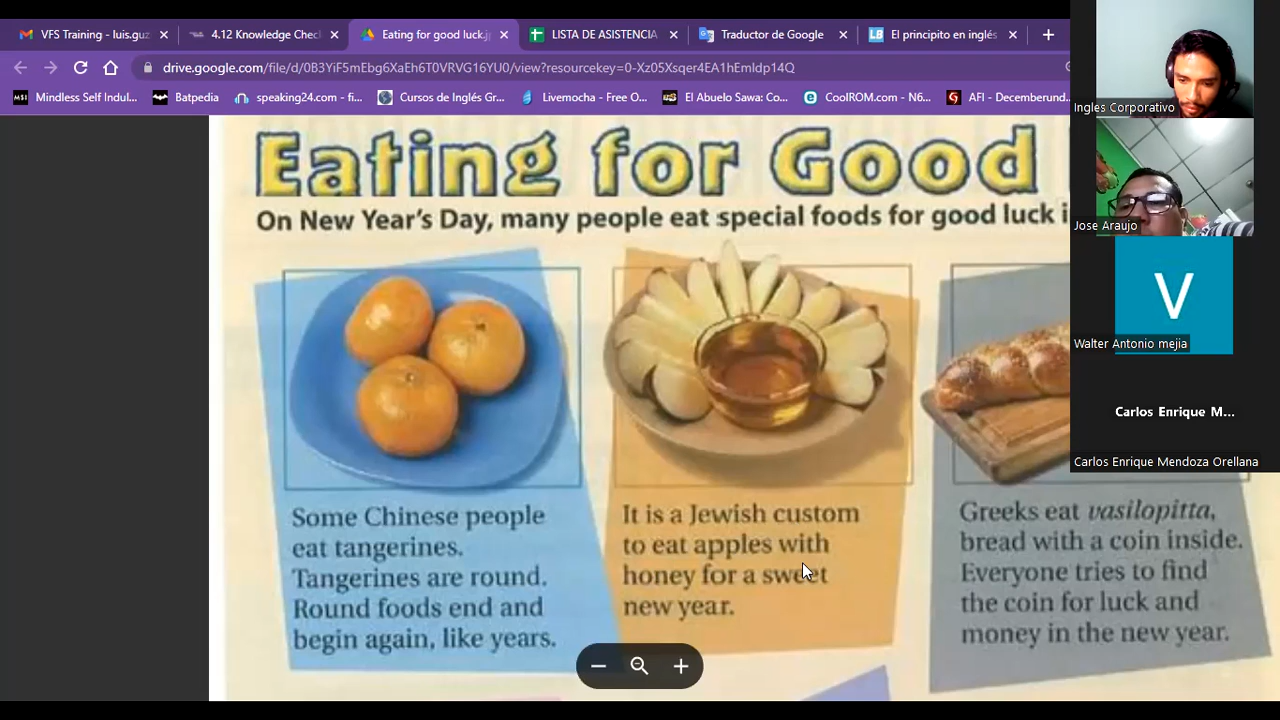 VFS Training - luis.guz
4.12 Knowledge Chec
Eating for good luck.j
LISTA DE ASISTENCIA
Traductor de Google
El principito en inglés
drive.google.com/file/d/0B3YiF5mEbg6XaEh6T0VRVG16YU0/view?resourcekey=0-Xz05Xsqer4EA1hEmIdp14Q
Mindless Self Indul...
Batpedia
speaking24.com - fi...
Cursos de Inglés Gr...
Livemocha - Free O...
El Abuelo Sawa: Co...
CoolROM.com - N6...
AFI - Decemberund...
Eating for Good
On New Year's Day, many people eat special foods for good luck i
Some Chinese people
eat tangerines.
Tangerines are round.
Round foods end and
begin again, like years.
It is a Jewish custom
to eat apples with
honey for a sweet
new year.
Greeks eat vasilopitta,
bread with a coin inside.
Everyone tries to find
the coin for luck and
money in the new year.
Ingles Corporativo
Jose Araujo
V
Walter Antonio mejia
Carlos Enrique M...
Carlos Enrique Mendoza Orellana